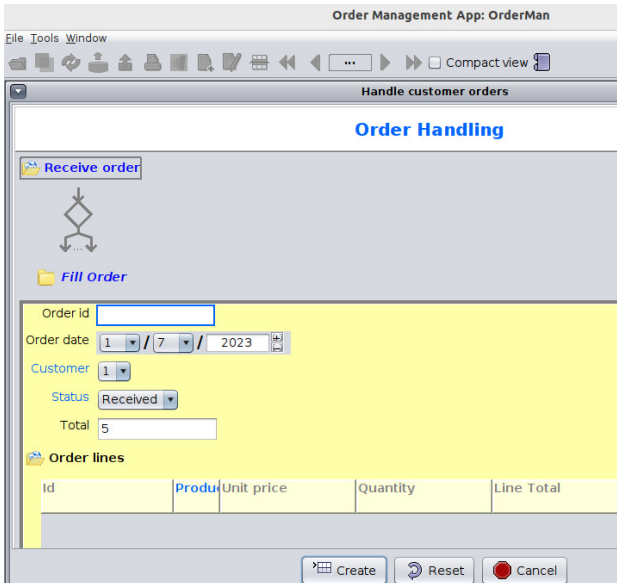 Order Management App: OrderMan
File Tools Window
... Compact view
Handle customer orders
Order Handling
Receive order
...
Fill Order
Order id
Order date 1 / 7 / 2023
Customer 1
Status Received
Total 5
Order lines
Id Produ Unit price Quantity Line Total
Create Reset Cancel